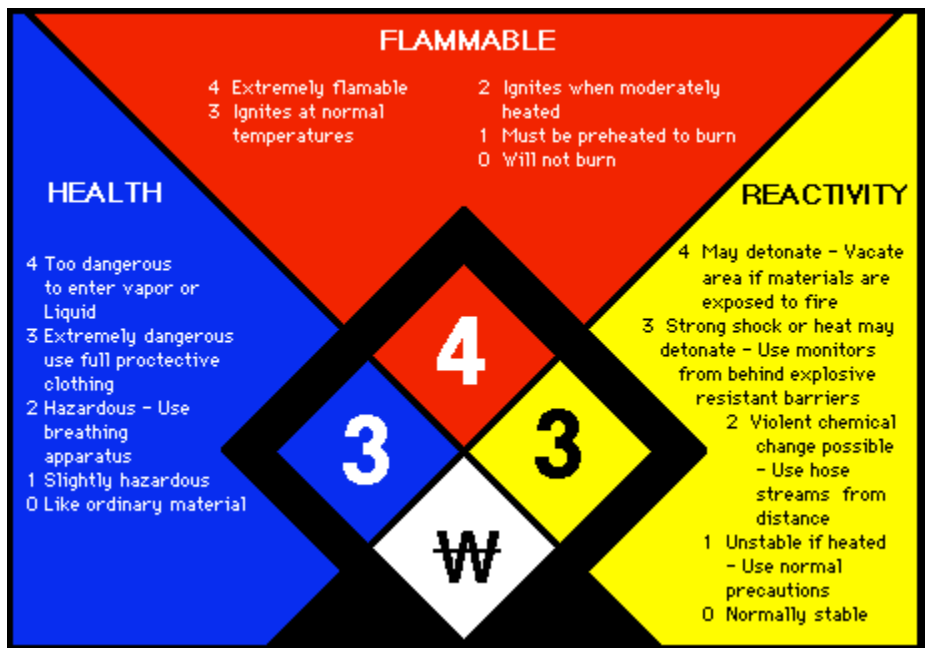 FLAMMABLE
4 Extremely flamable
3 Ignites at normal
temperatures
2 Ignites when moderately
heated
1 Must be preheated to burn
0 Will not burn
HEALTH
4 Too dangerous
to enter vapor or
Liquid
3 Extremely dangerous
use full proctective
clothing
2 Hazardous - Use
breathing
apparatus
1 Slightly hazardous
0 Like ordinary material
REACTIVITY
4 May detonate - Vacate
area if materials are
exposed to fire
3 Strong shock or heat may
detonate - Use monitors
from behind explosive
resistant barriers
2 Violent chemical
change possible
- Use hose
streams from
distance
1 Unstable if heated
- Use normal
precautions
0 Normally stable
4
3
3
W